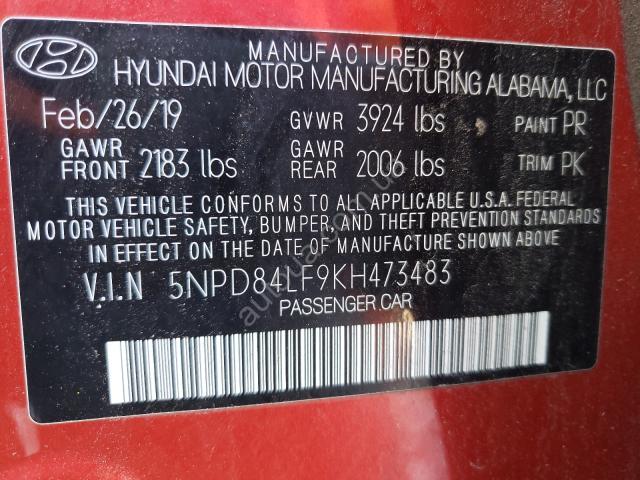 MANUFACTURED BY
HYUNDAI MOTOR MANUFACTURING ALABAMA, LLC
Feb/26/19 GVWR 3924 lbs PAINT PR
GAWR FRONT 2183 lbs GAWR REAR 2006 lbs TRIM PK
THIS VEHICLE CONFORMS TO ALL APPLICABLE U.S.A. FEDERAL
MOTOR VEHICLE SAFETY, BUMPER, AND THEFT PREVENTION STANDARDS
IN EFFECT ON THE DATE OF MANUFACTURE SHOWN ABOVE
V.I.N 5NPD84LF9KH473483
PASSENGER CAR